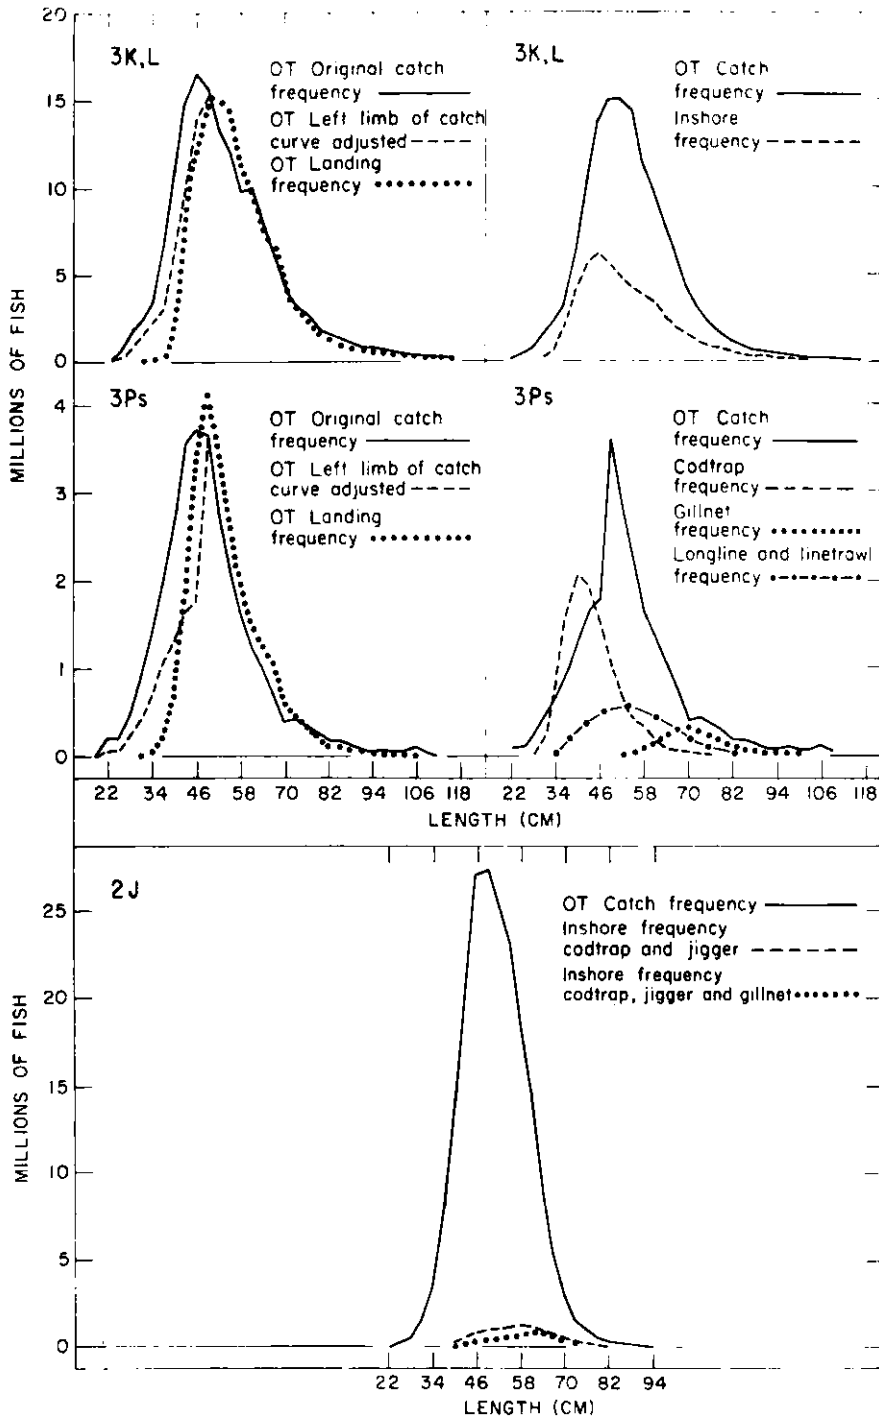 20
15
10
5
0
3K,L
OT Original catch
frequency
OT Left limb of catch
curve adjusted
OT Landing
frequency
3K,L
OT Catch
frequency
Inshore
frequency
MILLIONS OF FISH
4
3
2
1
0
3Ps
OT Original catch
frequency
OT Left limb of catch
curve adjusted
OT Landing
frequency
3Ps
OT Catch
frequency
Codtrap
frequency
Gillnet
frequency
Longline and linetrawl
frequency
22 34 46 58 70 82 94 106 118
22 34 46 58 70 82 94 106 118
LENGTH (CM)
2J
25
20
15
10
5
0
MILLIONS OF FISH
OT Catch frequency
Inshore frequency
codtrap and jigger
Inshore frequency
codtrap, jigger and gillnet
22 34 46 58 70 82 94
LENGTH (CM)